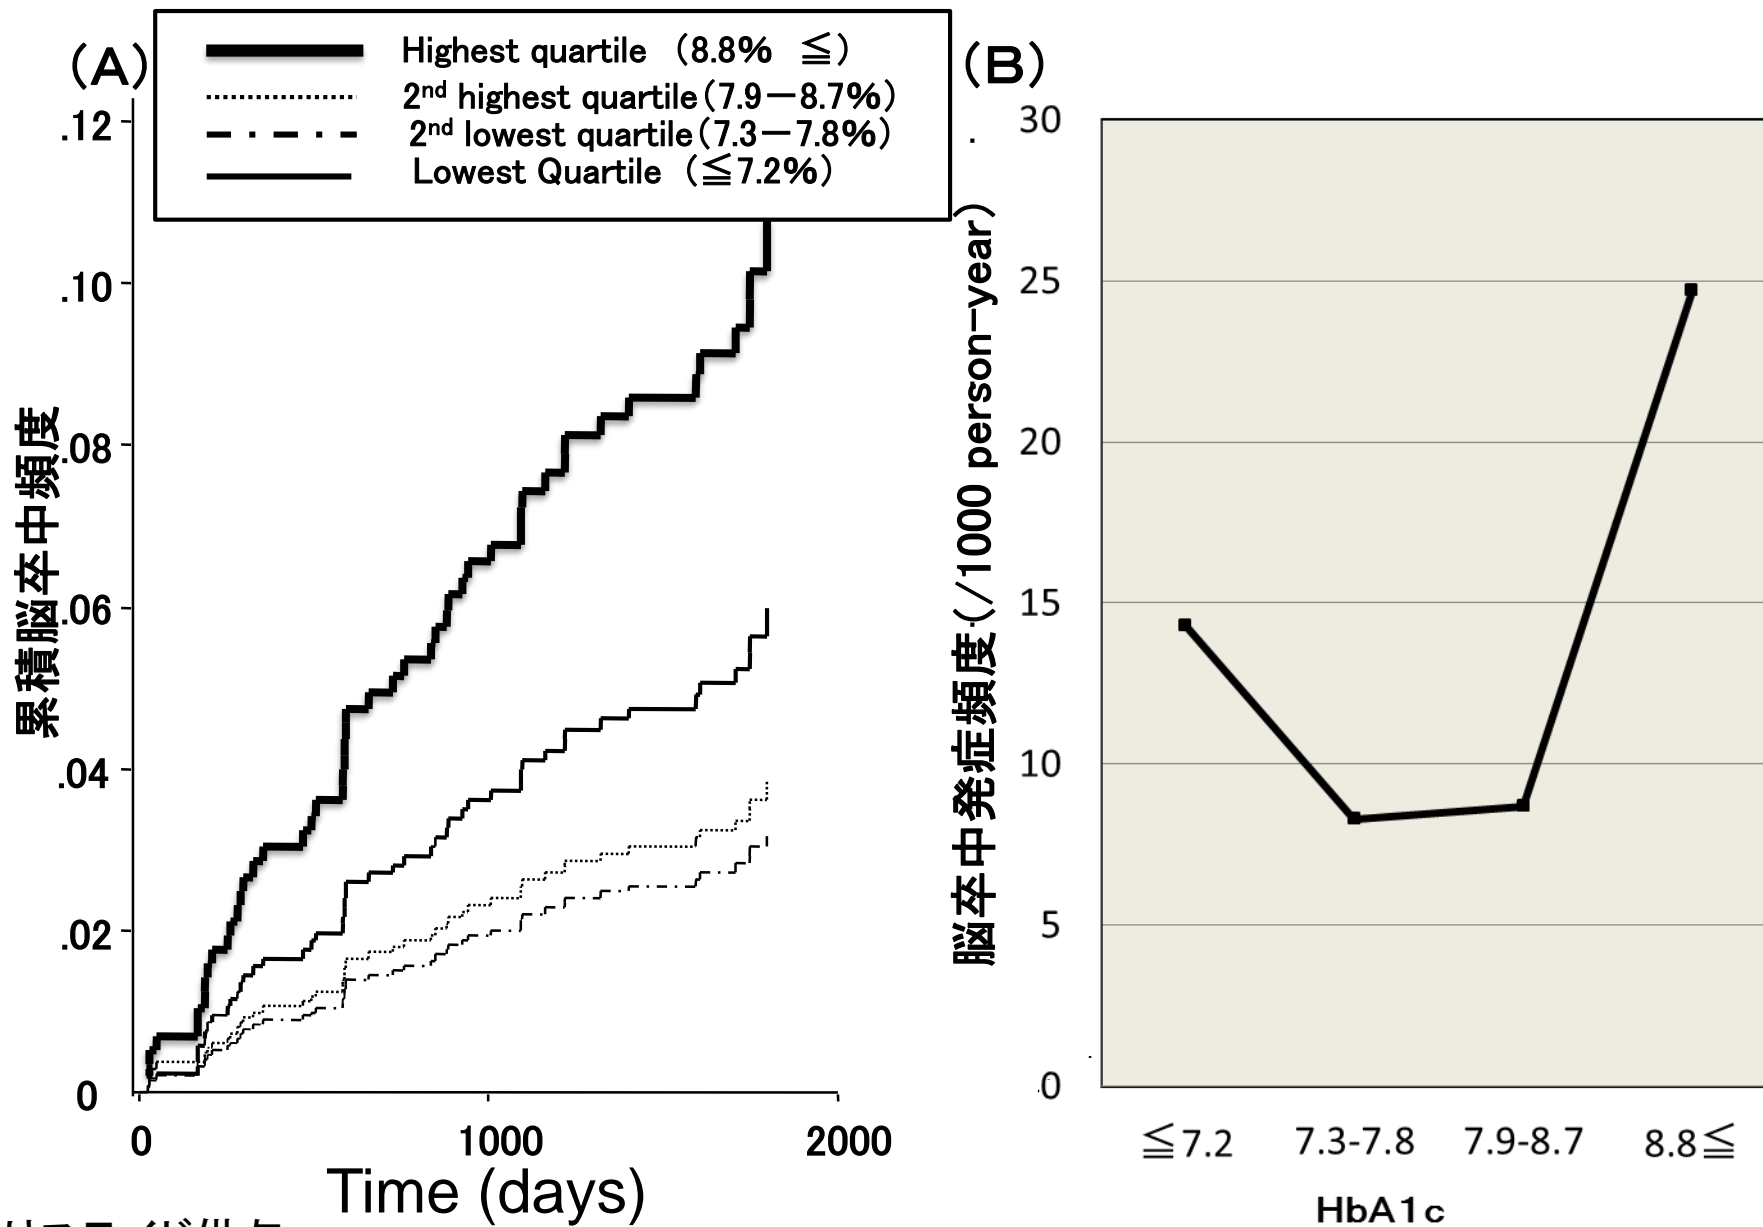 (A)
Highest quartile (8.8% ≦)
2nd highest quartile(7.9－8.7%)
2nd lowest quartile(7.3－7.8%)
Lowest Quartile (≦7.2%)
.12
.10
.08
.06
.04
.02
0
累積脳卒中頻度
0
1000
2000
Time (days)
(B)
30
25
20
15
10
5
0
脳卒中発症頻度(/1000 person-year)
≦7.2
7.3-7.8
7.9-8.7
8.8≦
HbA1c